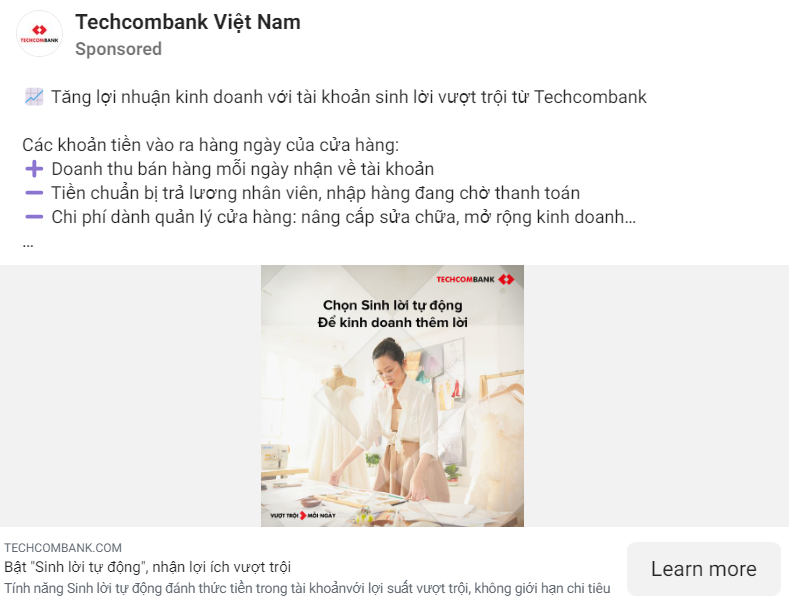 TECHCOMBANK
Techcombank Việt Nam
Sponsored
Tăng lợi nhuận kinh doanh với tài khoản sinh lời vượt trội từ Techcombank
Các khoản tiền vào ra hàng ngày của cửa hàng:
Doanh thu bán hàng mỗi ngày nhận về tài khoản
Tiền chuẩn bị trả lương nhân viên, nhập hàng đang chờ thanh toán
Chi phí dành quản lý cửa hàng: nâng cấp sửa chữa, mở rộng kinh doanh...
...
TECHCOMBANK
Chọn Sinh lời tự động
Để kinh doanh thêm lời
VƯỢT TRỘI MỖI NGÀY
TECHCOMBANK.COM
Bật "Sinh lời tự động", nhận lợi ích vượt trội
Tính năng Sinh lời tự động đánh thức tiền trong tài khoảnvới lợi suất vượt trội, không giới hạn chi tiêu
Learn more